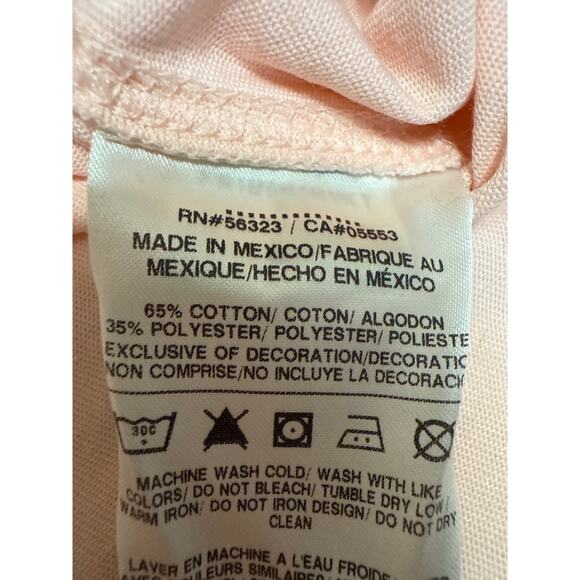 RN#56323 / CA#05553
MADE IN MEXICO/FABRIQUE AU
MEXIQUE/HECHO EN MÉXICO
65% COTTON/ COTON/ ALGODON
35% POLYESTER/ POLYESTER/ POLIESTE
EXCLUSIVE OF DECORATION/DECORATIO
NON COMPRISE/NO INCLUYE LA DECORACI
30C
MACHINE WASH COLD/ WASH WITH LIKE
COLORS/ DO NOT BLEACH/ TUMBLE DRY LOW/
WARM IRON/ DO NOT IRON DESIGN/ DO NOT DRY
CLEAN
LAVER EN MACHINE A L'EAU FROIDE
AVEC COULEURS SIMILAIRES/